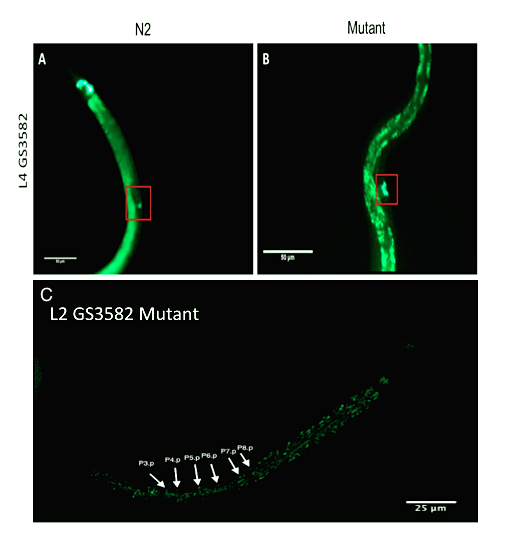 N2
Mutant
L4 GS3582
A
B
50 µm
C
L2 GS3582 Mutant
P3.p
P4.p
P5.p
P6.p
P7.p
P8.p
25 µm